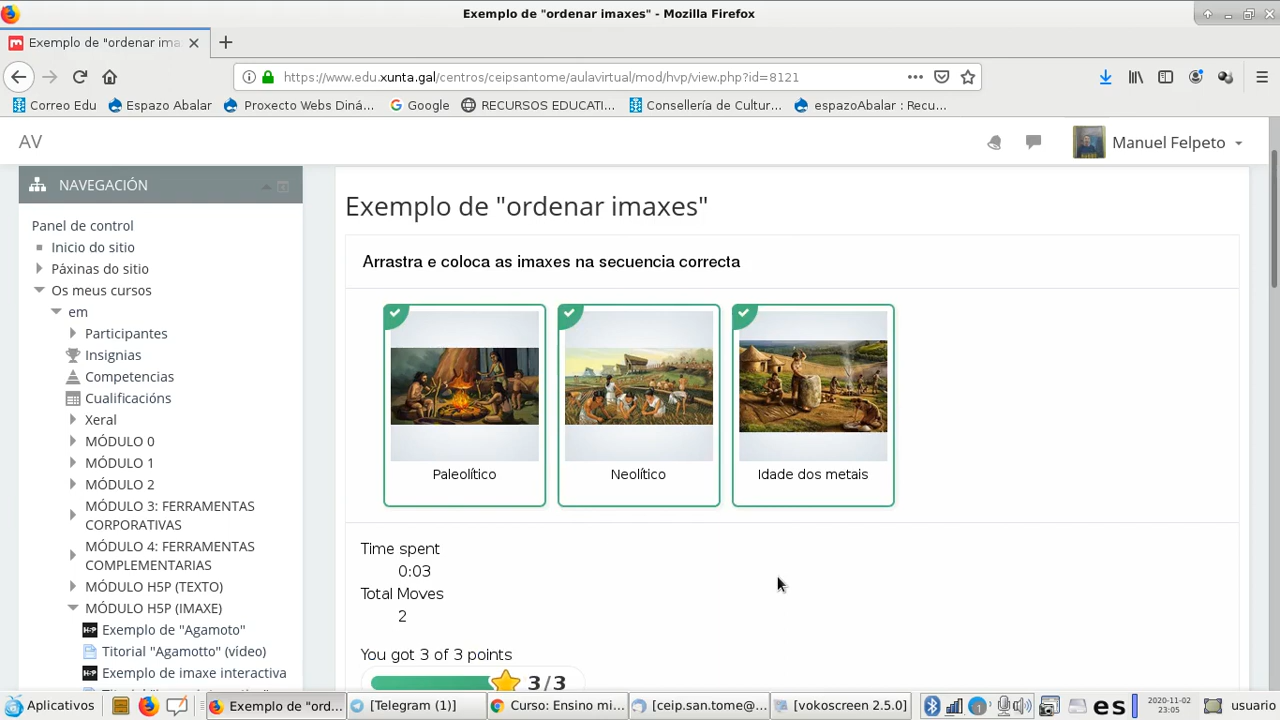 Exemplo de "ordenar imaxes" - Mozilla Firefox
Exemplo de "ordenar ima
https://www.edu.xunta.gal/centros/ceipsantome/aulavirtual/mod/hvp/view.php?id=8121
Correo Edu
Espazo Abalar
Proxecto Webs Diná...
Google
RECURSOS EDUCATI...
Consellería de Cultur...
espazoAbalar : Recu...
AV
Manuel Felpeto
NAVEGACIÓN
Panel de control
Inicio do sitio
Páxinas do sitio
Os meus cursos
em
Participantes
Insignias
Competencias
Cualificacións
Xeral
MÓDULO 0
MÓDULO 1
MÓDULO 2
MÓDULO 3: FERRAMENTAS
CORPORATIVAS
MÓDULO 4: FERRAMENTAS
COMPLEMENTARIAS
MÓDULO H5P (TEXTO)
MÓDULO H5P (IMAXE)
H-P Exemplo de "Agamoto"
Titorial "Agamotto (vídeo)
H-P Exemplo de imaxe interactiva
Exemplo de "ordenar imaxes"
Arrastra e coloca as imaxes na secuencia correcta
Paleolítico
Neolítico
Idade dos metais
Time spent
0:03
Total Moves
2
You got 3 of 3 points
3/3
Aplicativos
Exemplo de "ord...
[Telegram (1)]
Curso: Ensino mi...
[ceip.san.tome@...
[vokoscreen 2.5.0]
es
2020-11-02
23:05
usuario